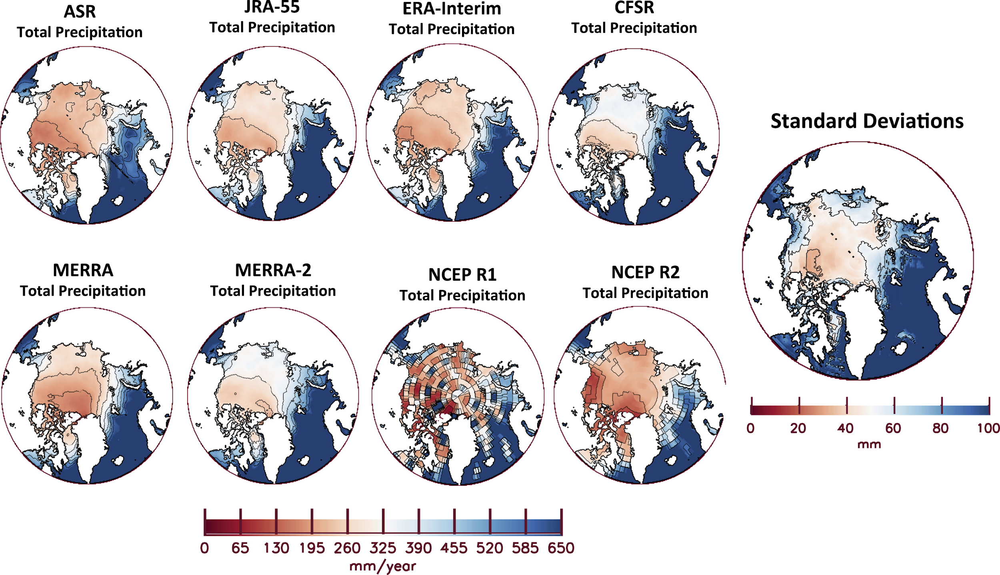 ASR
Total Precipitation
JRA-55
Total Precipitation
ERA-Interim
Total Precipitation
CFSR
Total Precipitation
Standard Deviations
MERRA
Total Precipitation
MERRA-2
Total Precipitation
NCEP R1
Total Precipitation
NCEP R2
Total Precipitation
0 20 40 60 80 100
mm
0 65 130 195 260 325 390 455 520 585 650
mm/year